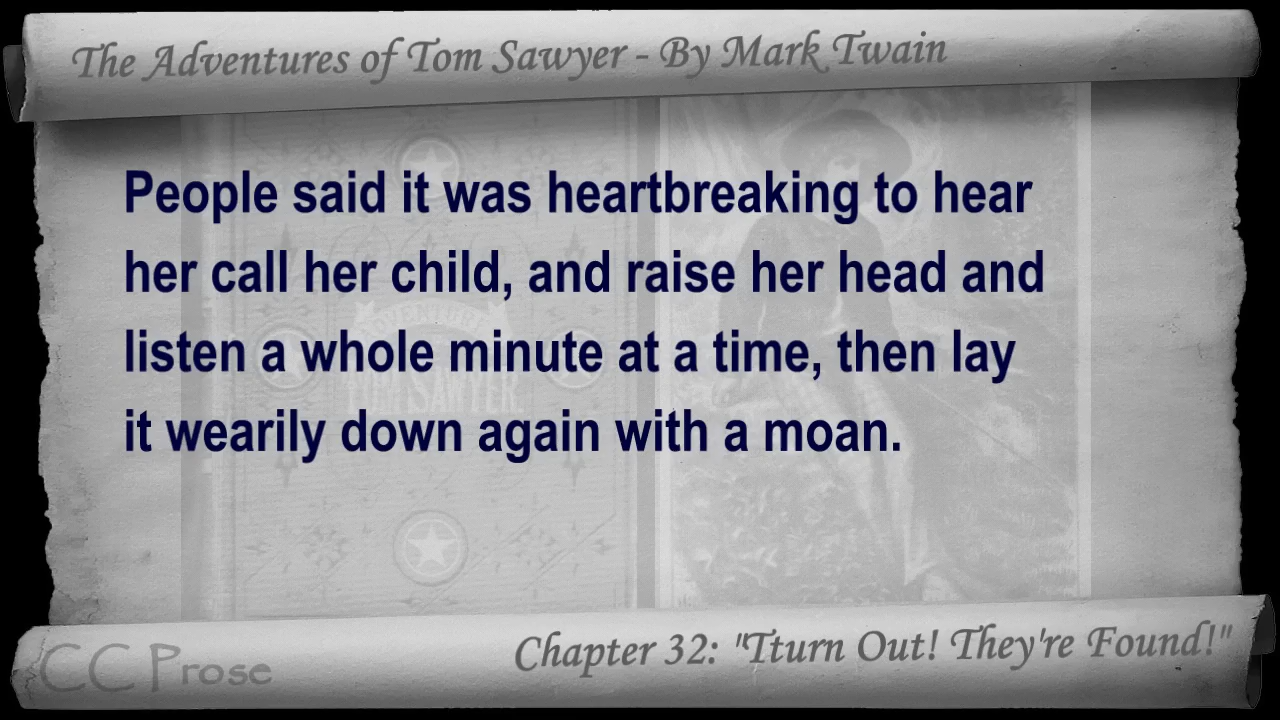 The Adventures of Tom Sawyer - By Mark Twain
People said it was heartbreaking to hear
her call her child, and raise her head and
listen a whole minute at a time, then lay
it wearily down again with a moan.
Chapter 32: "Tturn Out! They're Found!"
CC Prose